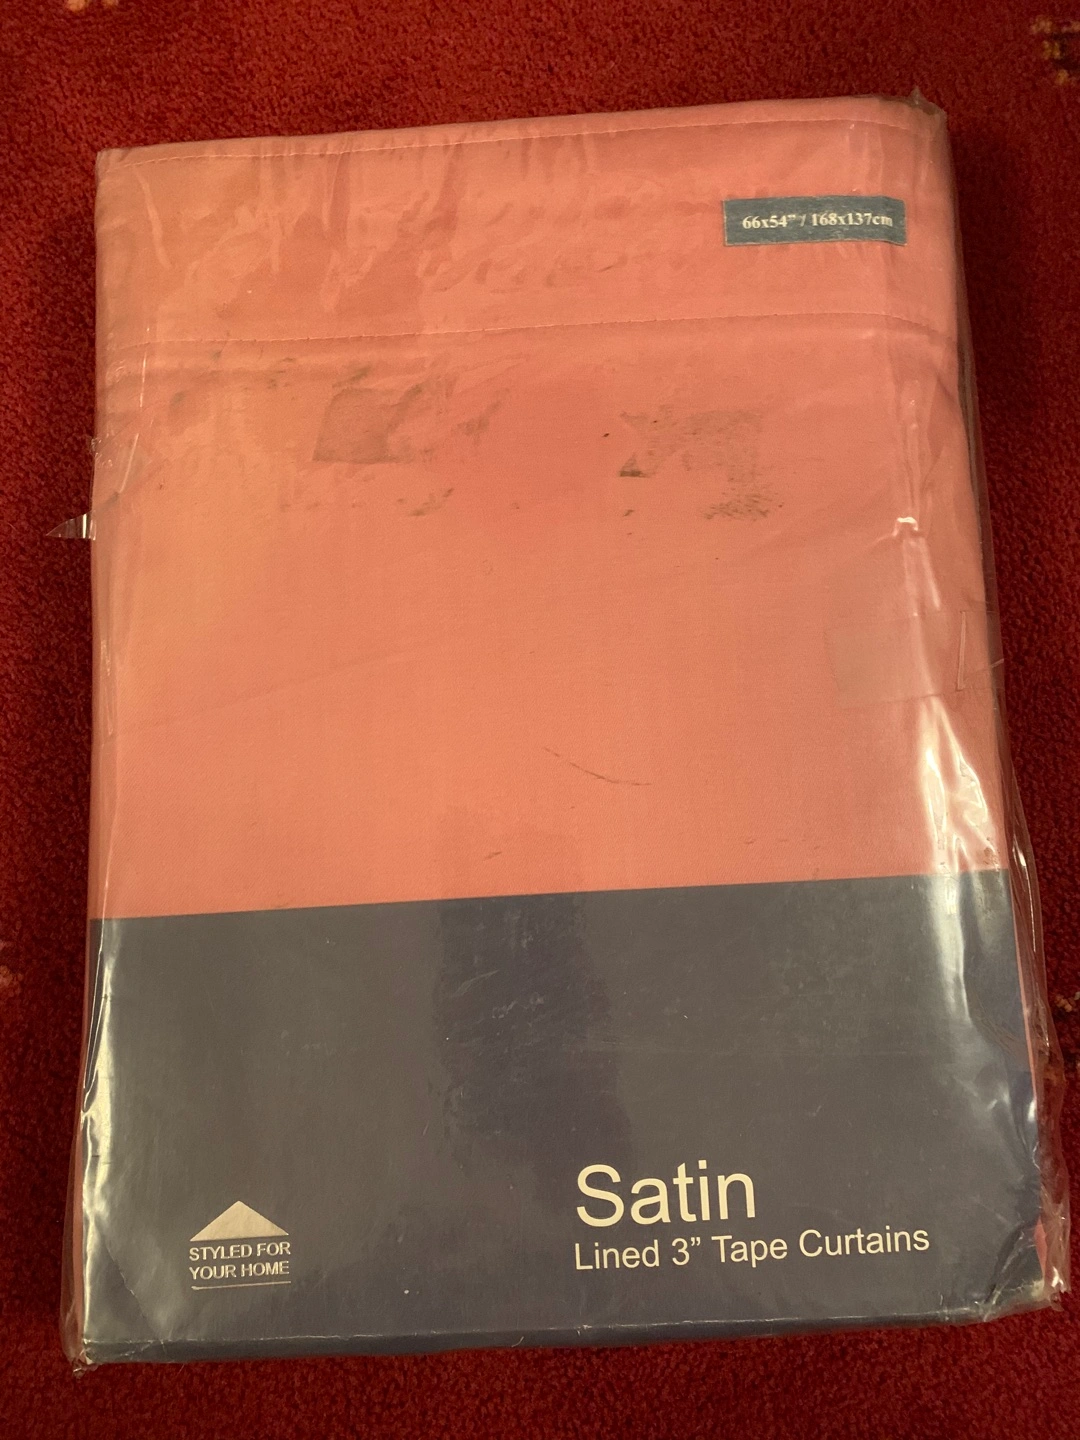 66x54” / 168x137cm
Satin
Lined 3” Tape Curtains
STYLED FOR
YOUR HOME